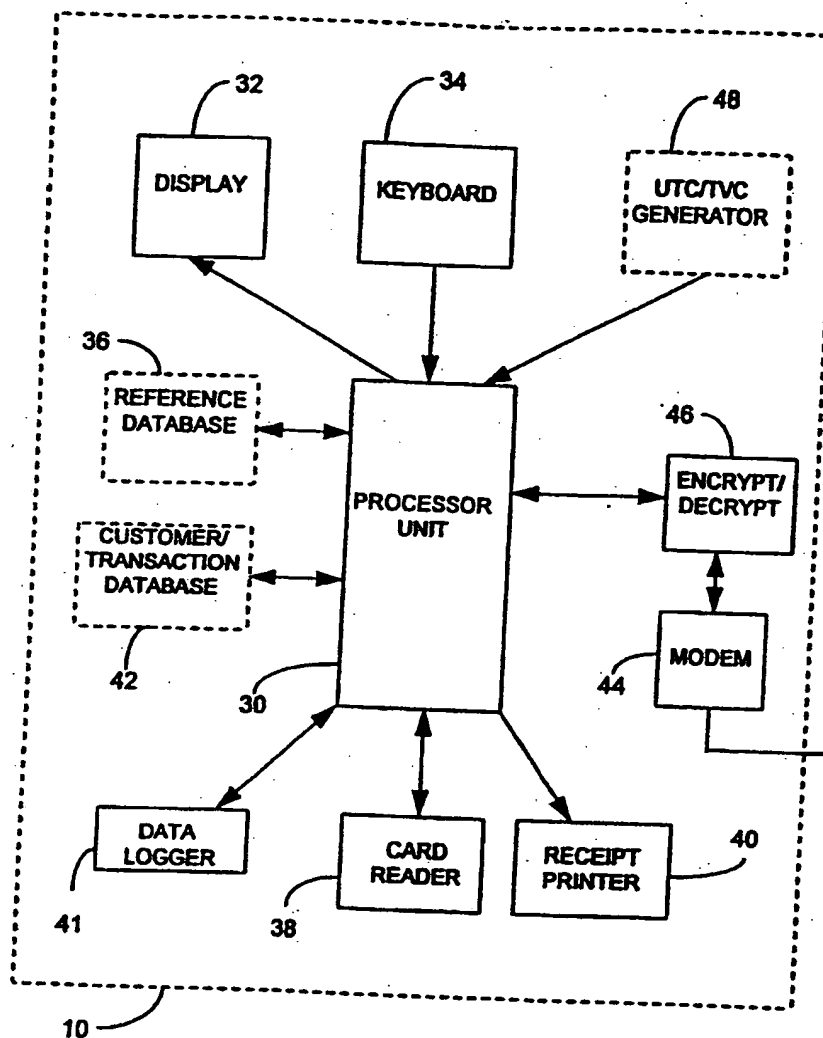 32
34
48
DISPLAY
KEYBOARD
UTC/TVC
GENERATOR
36
REFERENCE
DATABASE
46
ENCRYPT/
DECRYPT
PROCESSOR
UNIT
CUSTOMER/
TRANSACTION
DATABASE
42
30
44
MODEM
DATA
LOGGER
41
CARD
READER
38
RECEIPT
PRINTER
40
10